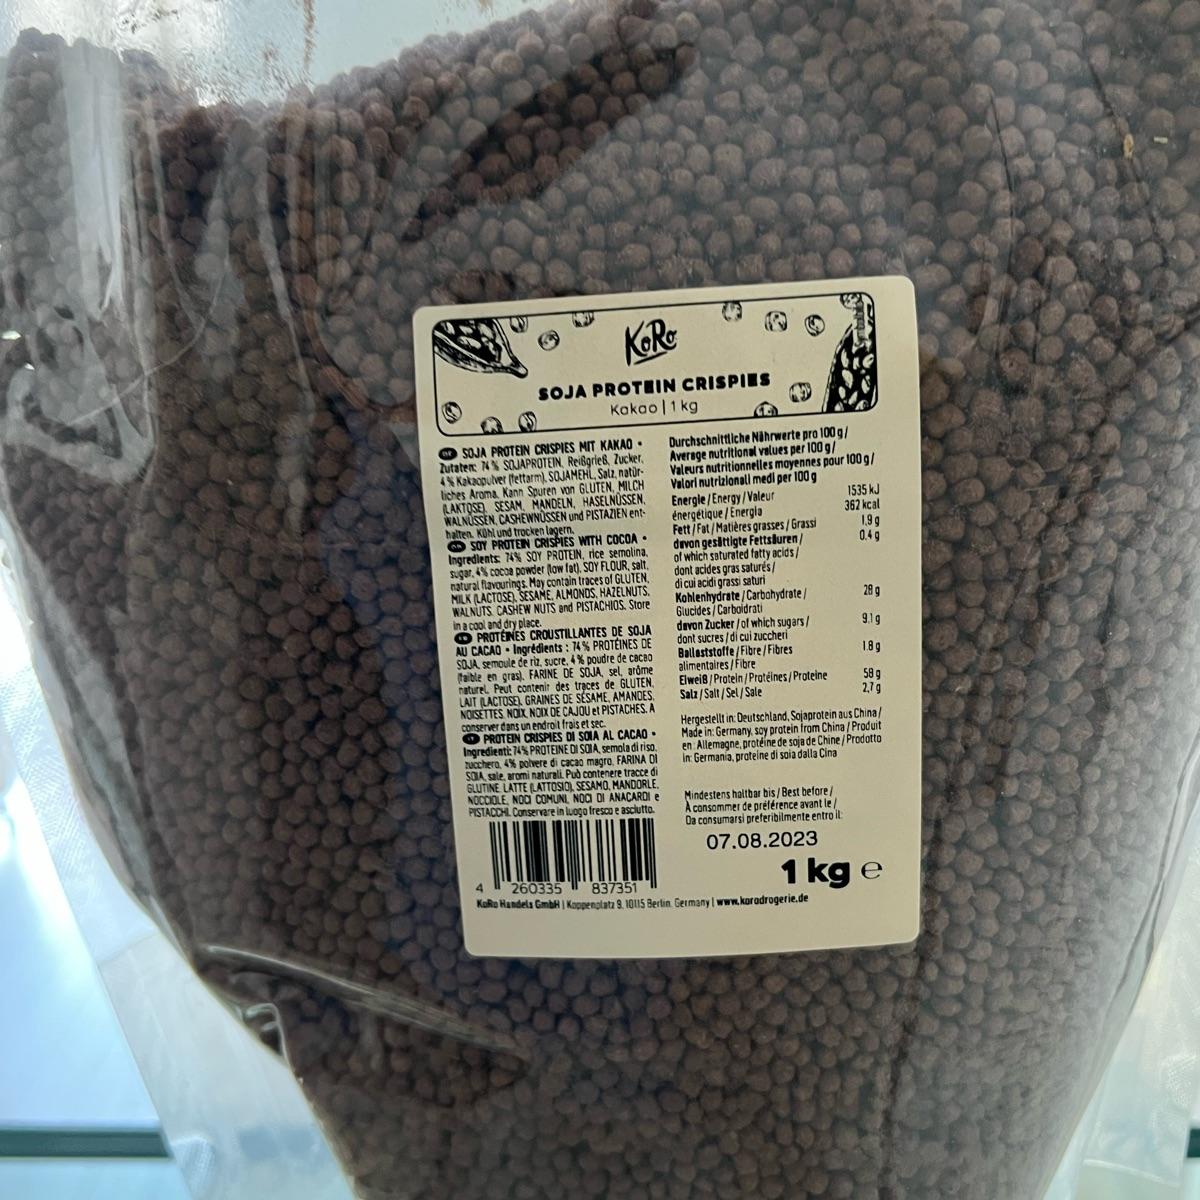 KoRo
SOJA PROTEIN CRISPIES
Kakao | 1 kg
DE SOJA PROTEIN CRISPIES MIT KAKAO •
Zutaten: 74 % SOJAPROTEIN, Reißgrieß, Zucker,
4 % Kakaopulver (fettarm), SOJAMEHL, Salz, natür-
liches Aroma. Kann Spuren von GLUTEN, MILCH
(LAKTOSE), SESAM, MANDELN, HASELNÜSSEN,
WALNÜSSEN, CASHEWNÜSSEN und PISTAZIEN ent-
halten. Kühl und trocken lagern.
SOY PROTEIN CRISPIES WITH COCOA •
Ingredients: 74% SOY PROTEIN, rice semolina,
sugar, 4% cocoa powder (low fat), SOY FLOUR, salt,
natural flavourings. May contain traces of GLUTEN,
MILK (LACTOSE), SESAME, ALMONDS, HAZELNUTS,
WALNUTS, CASHEW NUTS and PISTACHIOS. Store
in a cool and dry place.
PROTÉINES CROUSTILLANTES DE SOJA
AU CACAO • Ingrédients : 74 % PROTÉINES DE
SOJA, semoule de riz, sucre, 4 % poudre de cacao
(faible en gras), FARINE DE SOJA, sel, arôme
naturel. Peut contenir des traces de GLUTEN,
LAIT (LACTOSE), GRAINES DE SÉSAME, AMANDES,
NOISETTES, NOIX, NOIX DE CAJOU et PISTACHES. À
conserver dans un endroit frais et sec.
PROTEIN CRISPIES DI SOIA AL CACAO •
Ingredienti: 74% PROTEINE DI SOIA, semola di riso,
zucchero, 4% polvere di cacao magro, FARINA DI
SOIA, sale, aromi naturali. Può contenere tracce di
GLUTINE, LATTE (LATTOSIO), SESAMO, MANDORLE,
NOCCIOLE, NOCI COMUNI, NOCI DI ANACARDI e
PISTACCHI. Conservare in luogo fresco e asciutto.
4 260335 837351
Durchschnittliche Nährwerte pro 100 g /
Average nutritional values per 100 g /
Valeurs nutritionnelles moyennes pour 100 g /
Valori nutrizionali medi per 100 g
Energie / Energy / Valeur 1535 kJ
énergétique / Energia 362 kcal
Fett / Fat / Matières grasses / Grassi 1,9 g
davon gesättigte Fettsäuren / 0,4 g
of which saturated fatty acids /
dont acides gras saturés /
di cui acidi grassi saturi
Kohlenhydrate / Carbohydrate / 28 g
Glucides / Carboidrati
davon Zucker / of which sugars / 9,1 g
dont sucres / di cui zuccheri
Ballaststoffe / Fibre / Fibres 1,8 g
alimentaires / Fibre
Eiweiß / Protein / Protéines / Proteine 58 g
Salz / Salt / Sel / Sale 2,7 g
Hergestellt in: Deutschland, Sojaprotein aus China /
Made in: Germany, soy protein from China / Produit
en : Allemagne, protéine de soja de Chine / Prodotto
in: Germania, proteine di soia dalla Cina
Mindestens haltbar bis / Best before /
À consommer de préférence avant le /
Da consumarsi preferibilmente entro il:
07.08.2023
1 kg e
KoRo Handels GmbH | Koppenplatz 9, 10115 Berlin, Germany | www.korodrogerie.de